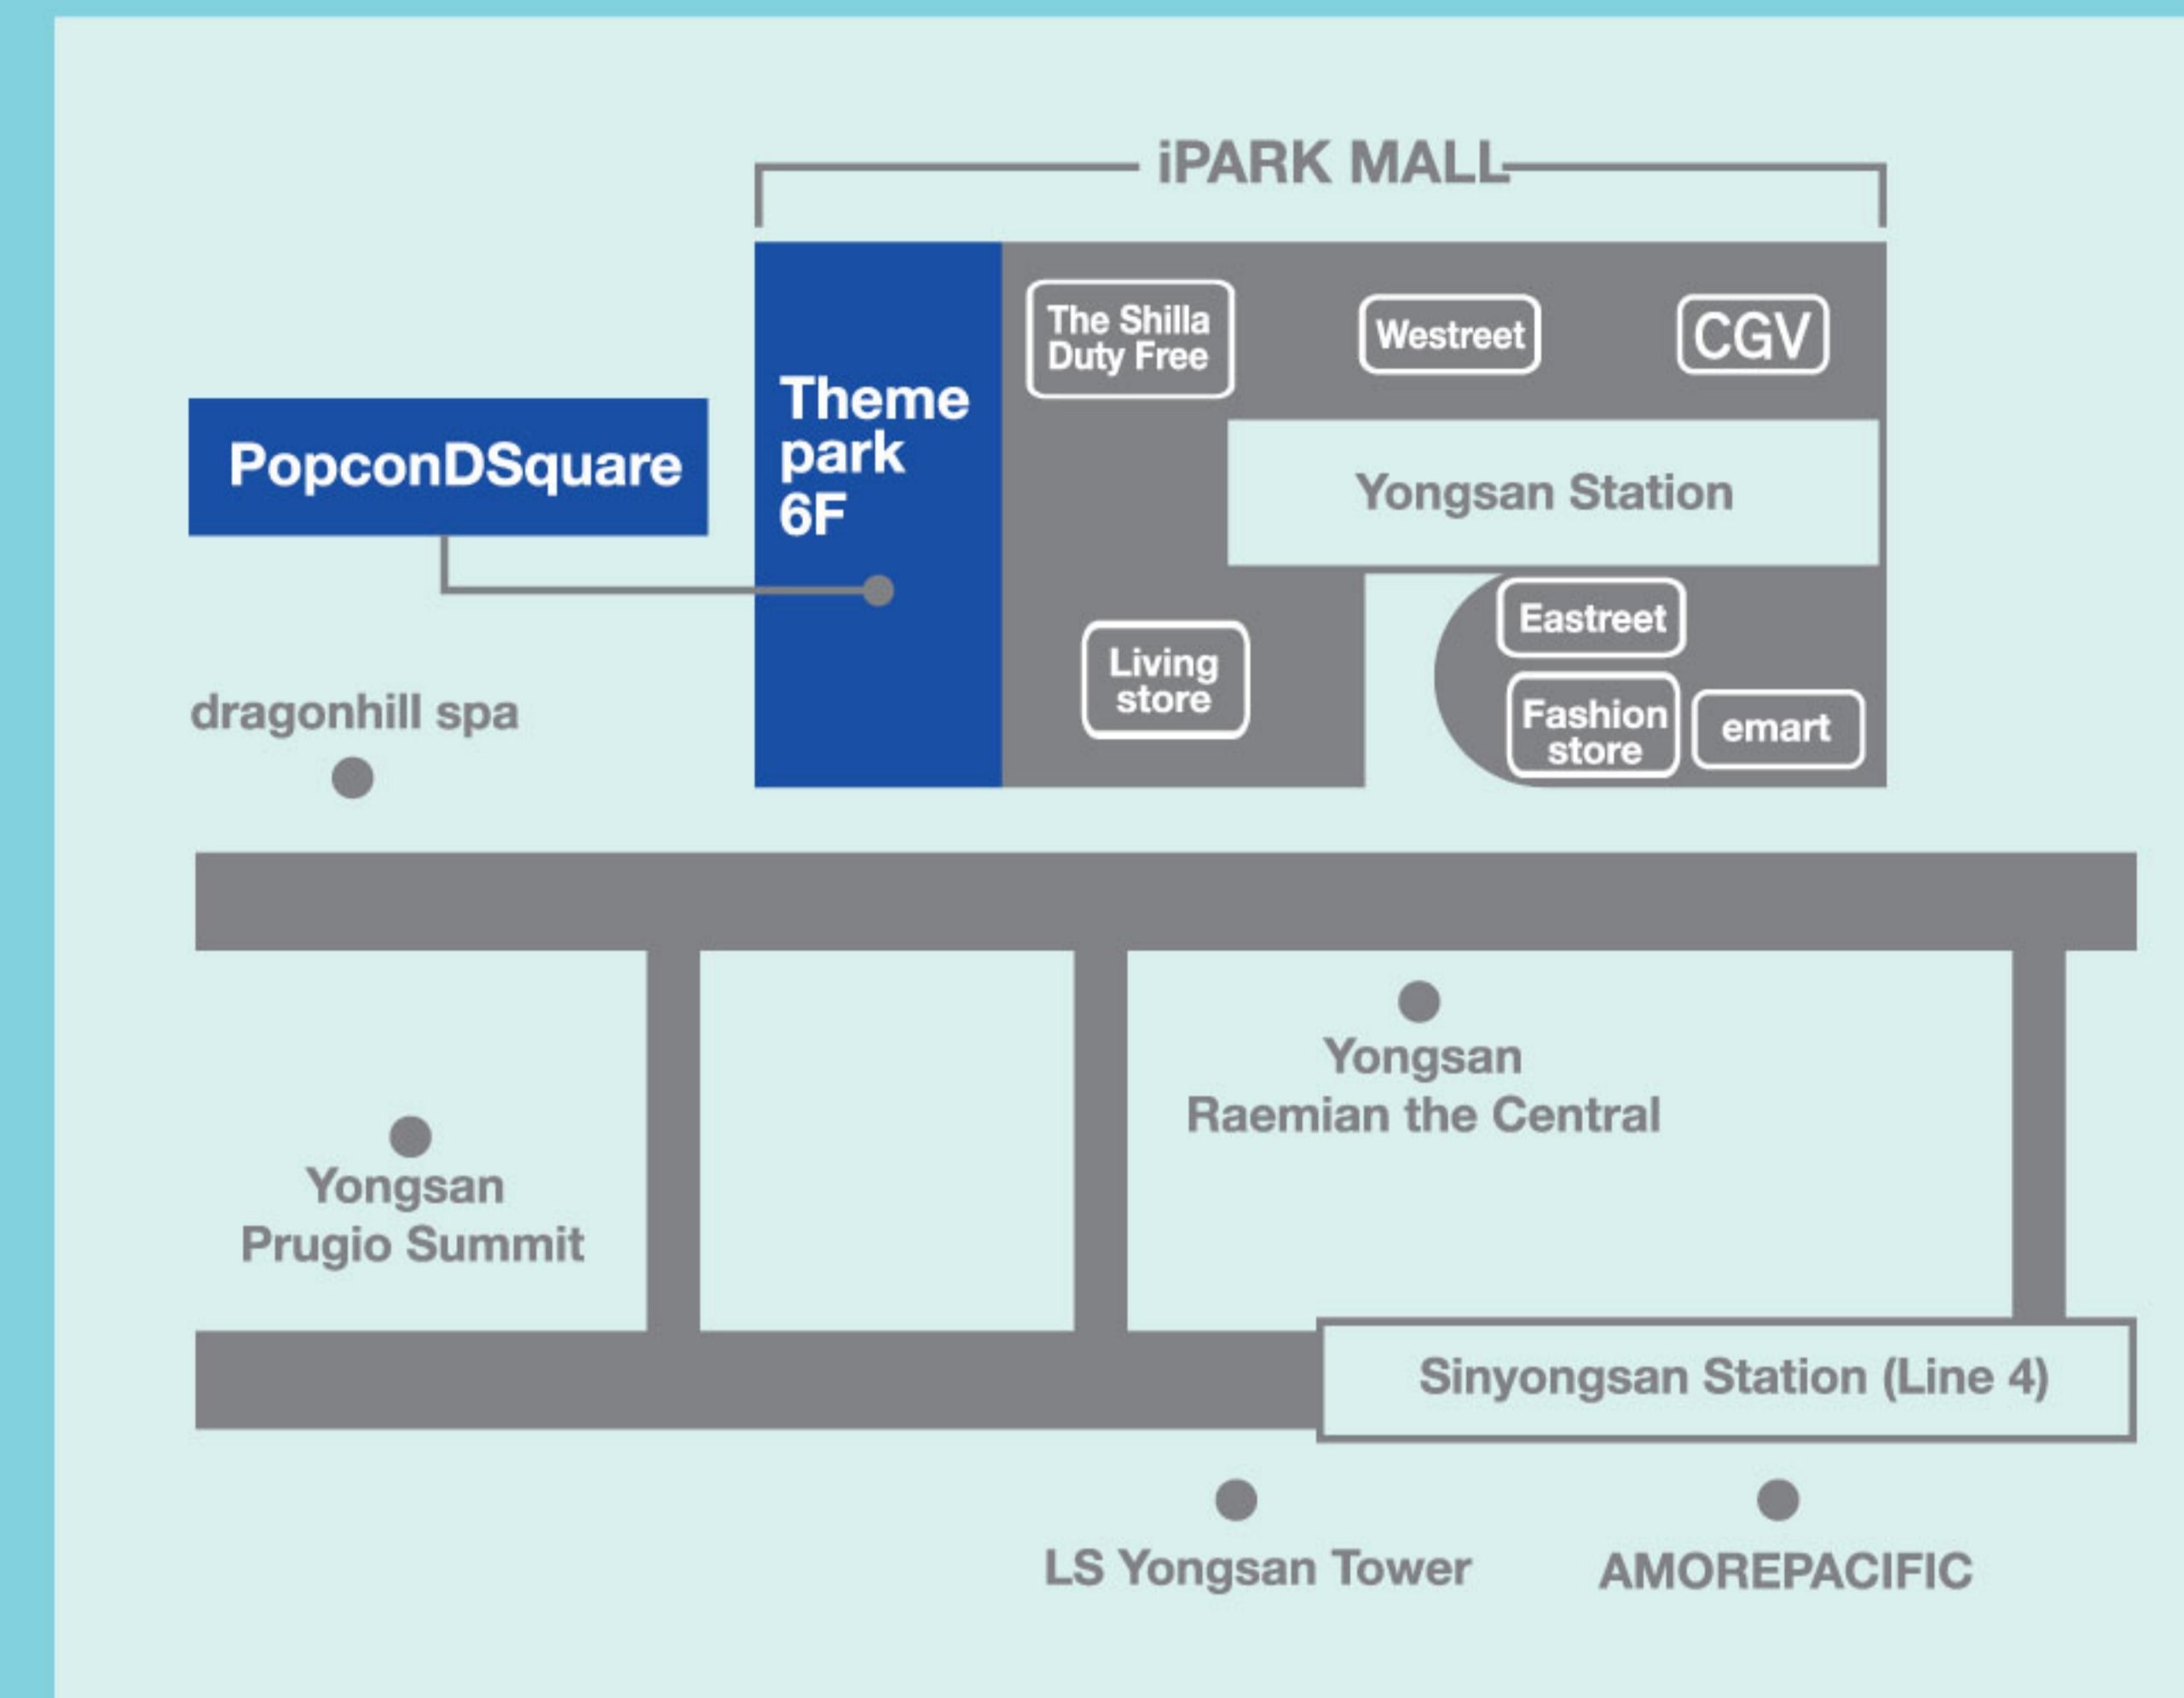 iPARK MALL
The Shilla
Duty Free
Westreet
CGV
Theme
park
6F
PopconDSquare
Yongsan Station
Eastreet
Living
store
Fashion
store
emart
dragonhill spa
Yongsan
Raemian the Central
Yongsan
Prugio Summit
Sinyongsan Station (Line 4)
LS Yongsan Tower
AMOREPACIFIC